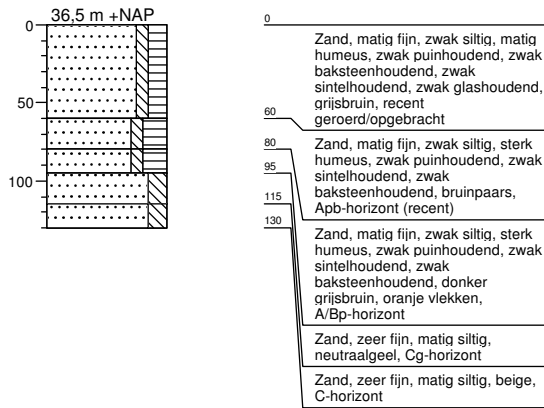 36,5 m +NAP
0
50
100
0
Zand, matig fijn, zwak siltig, matig
humeus, zwak puinhoudend, zwak
baksteenhoudend, zwak
sintelhoudend, zwak glashoudend,
grijsbruin, recent
geroerd/opgebracht
60
Zand, matig fijn, zwak siltig, sterk
humeus, zwak puinhoudend, zwak
sintelhoudend, zwak
baksteenhoudend, bruinpaars,
Apb-horizont (recent)
80
Zand, matig fijn, zwak siltig, sterk
humeus, zwak puinhoudend, zwak
sintelhoudend, zwak
baksteenhoudend, donker
grijsbruin, oranje vlekken,
A/Bp-horizont
95
Zand, zeer fijn, matig siltig,
neutraalgeel, Cg-horizont
115
Zand, zeer fijn, matig siltig, beige,
C-horizont
130